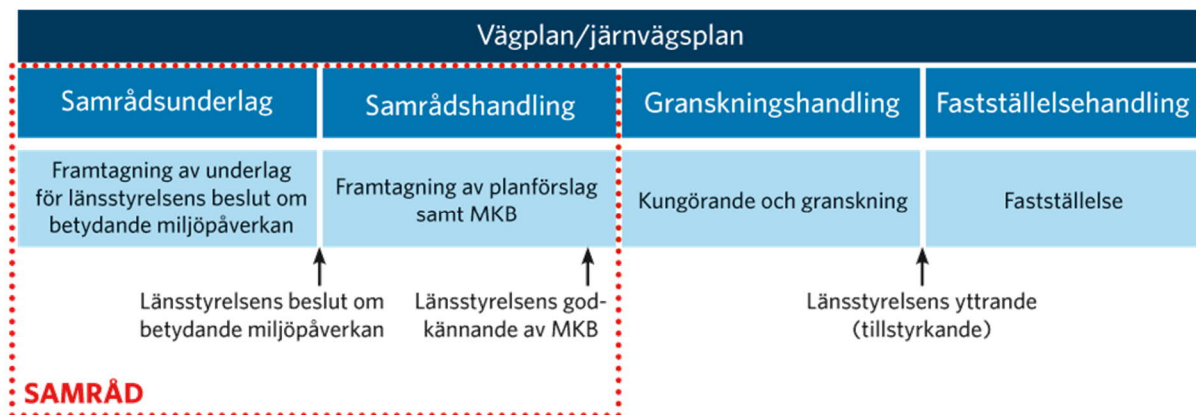 Vägplan/järnvägsplan
Samrådsunderlag
Samrådshandling
Granskningshandling
Fastställelsehandling
Framtagning av underlag
för länsstyrelsens beslut om
betydande miljöpåverkan
Framtagning av planförslag
samt MKB
Kungörande och granskning
Fastställelse
Länsstyrelsens beslut om
betydande miljöpåverkan
Länsstyrelsens god-
kännande av MKB
Länsstyrelsens yttrande
(tillstyrkande)
SAMRÅD